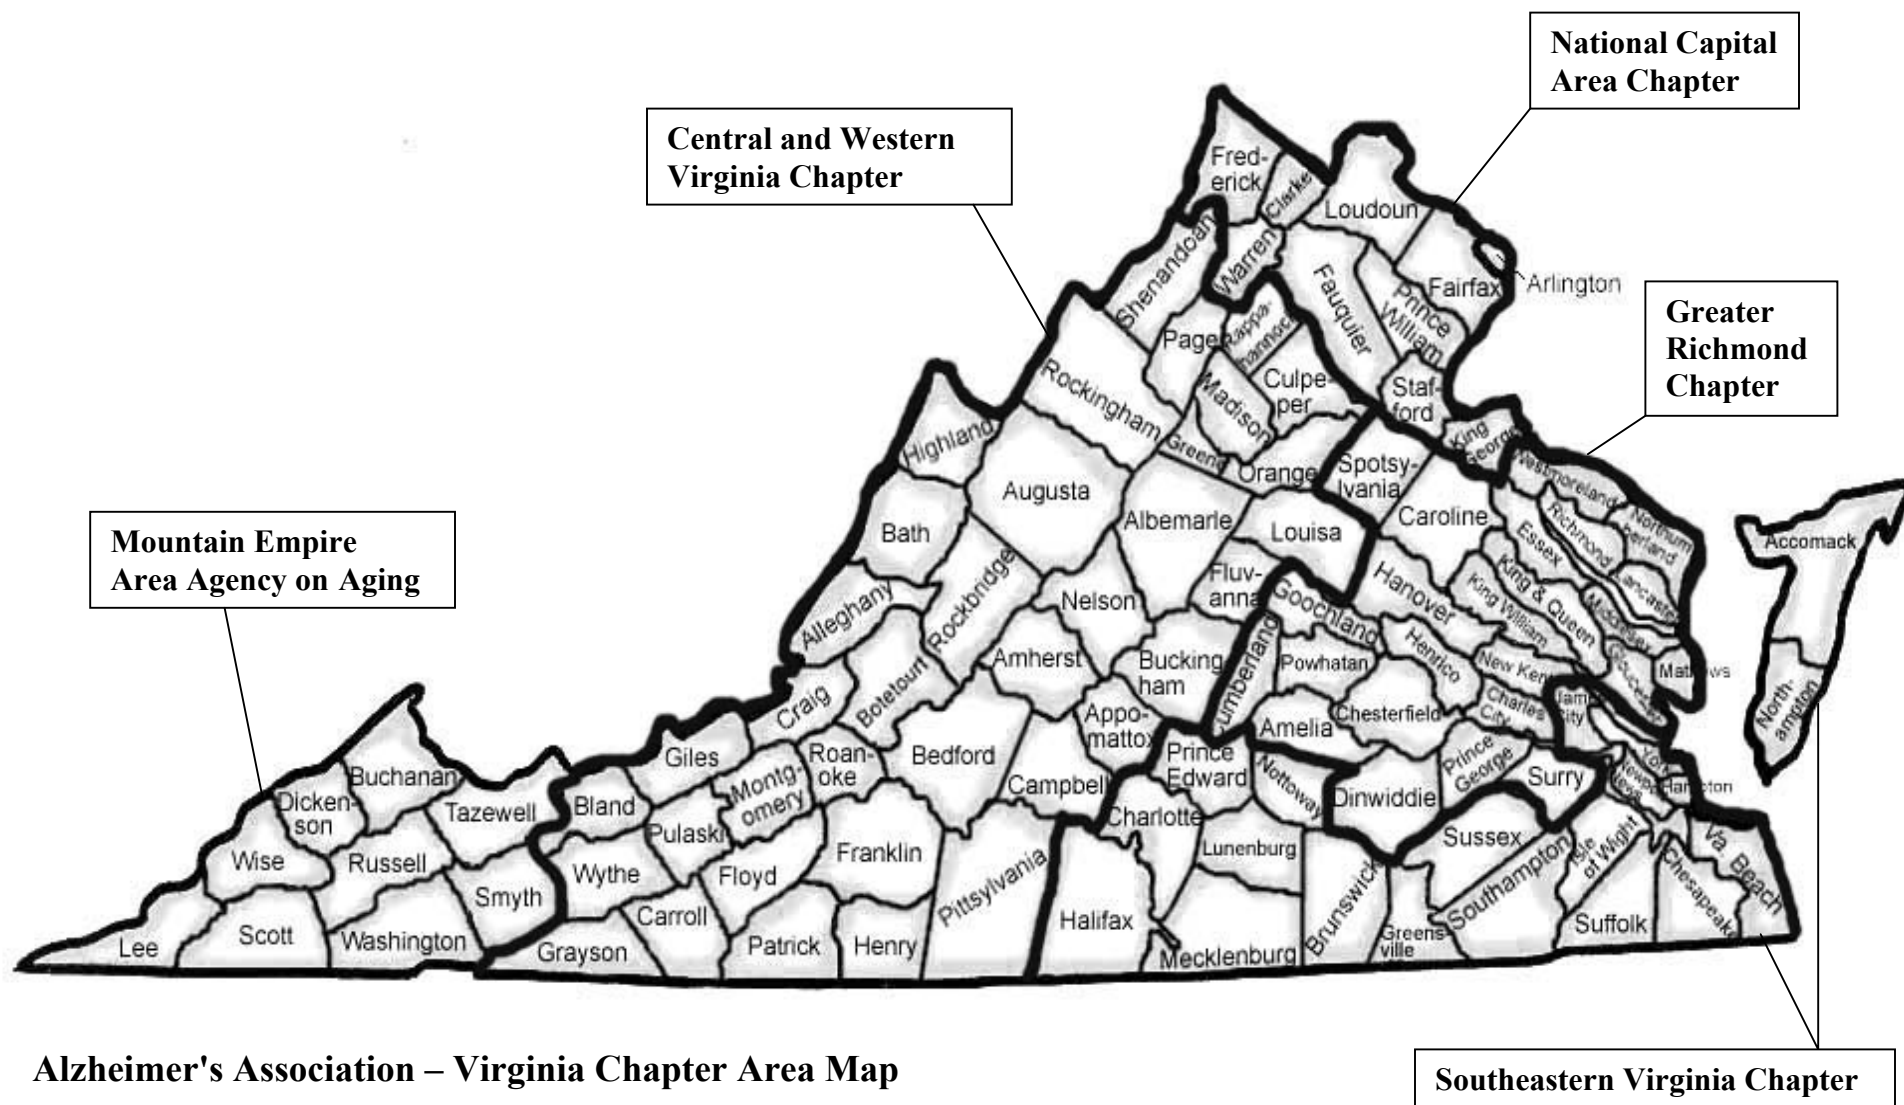 National Capital
Area Chapter
Central and Western
Virginia Chapter
Fred-
erick
Clarke
Loudoun
Shenandoah
Warren
Fauquier
Prince
William
Fairfax
Arlington
Greater
Richmond
Chapter
Page
Rappa-
hannock
Rockingham
Madison
Culpe-
per
Staf-
ford
King
George
Highland
Greene
Orange
Spotsy-
lvania
Westmoreland
Augusta
Albemarle
Louisa
Caroline
Essex
Richmond
Northum
berland
Accomack
Bath
Mountain Empire
Area Agency on Aging
Rockbridge
Nelson
Fluv-
anna
Goochland
Hanover
King William
King & Queen
Lancaster
Middlesex
Alleghany
Amherst
Bucking
ham
Cumberland
Powhatan
Henrico
New Kent
Gloucester
Mathews
Craig
Botetourt
Appo-
mattox
Amelia
Chesterfield
Charles
City
James
City
North-
ampton
Giles
Montg-
omery
Roan-
oke
Bedford
Campbell
Prince
Edward
Nottoway
Dinwiddie
Prince
George
Surry
York
Newport
News
Hampton
Buchanan
Dicken-
son
Tazewell
Bland
Pulaski
Charlotte
Lunenburg
Sussex
Isle
of Wight
Va Beach
Wise
Russell
Smyth
Wythe
Floyd
Franklin
Pittsylvania
Halifax
Brunswick
Southampton
Chesapeake
Lee
Scott
Washington
Grayson
Carroll
Patrick
Henry
Mecklenburg
Greens-
ville
Suffolk
Alzheimer's Association – Virginia Chapter Area Map
Southeastern Virginia Chapter